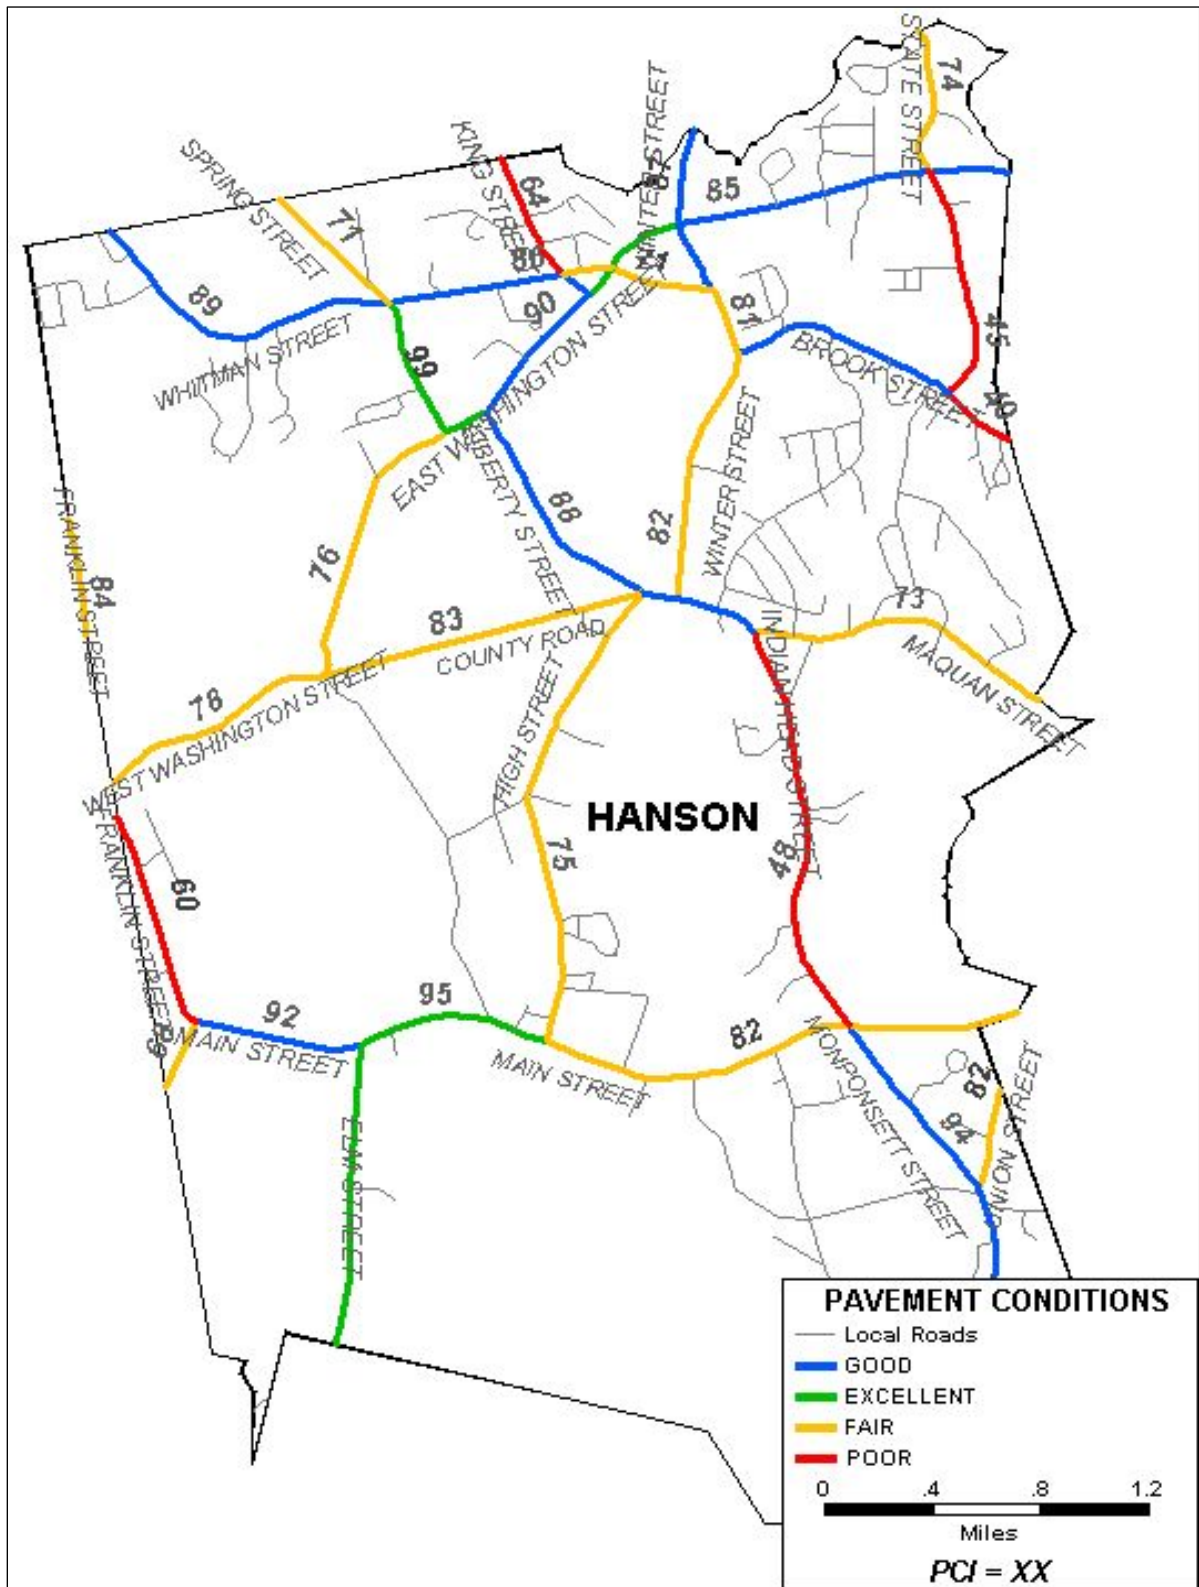 STATE STREET
74
WINTER STREET
KING STREET
64
85
SPRING STREET
71
89
90
81
WHITMAN STREET
99
BROOK STREET
45
40
EAST WASHINGTON STREET
LIBERTY STREET
88
82
WINTER STREET
FRANKLIN STREET
84
76
83
COUNTY ROAD
73
MAQUAN STREET
INDIAN HEAD STREET
78
WEST WASHINGTON STREET
HIGH STREET
HANSON
75
48
FRANKLIN STREET
60
92
95
MAIN STREET
MAIN STREET
82
MONPONSETT STREET
82
94
UNION STREET
ELM STREET
PAVEMENT CONDITIONS
Local Roads
GOOD
EXCELLENT
FAIR
POOR
0 .4 .8 1.2
Miles
PCI = XX